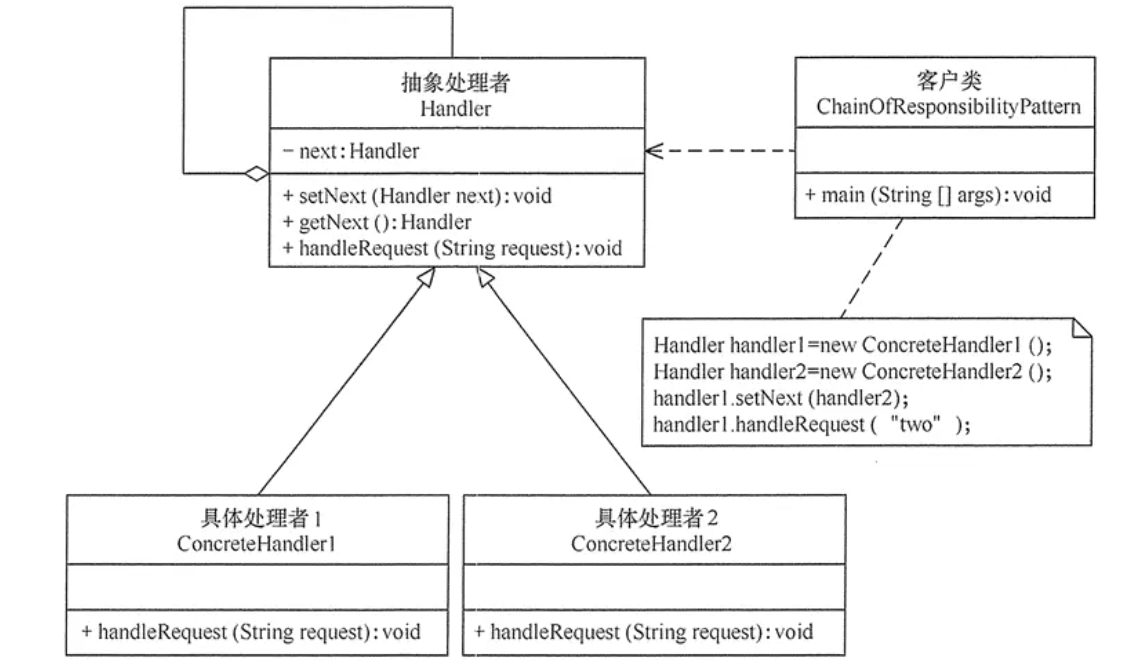 抽象处理者
Handler
− next:Handler
+ setNext (Handler next):void
+ getNext ():Handler
+ handleRequest (String request):void
客户类
ChainOfResponsibilityPattern
+ main (String [] args):void
Handler handler1=new ConcreteHandler1 ();
Handler handler2=new ConcreteHandler2 ();
handler1.setNext (handler2);
handler1.handleRequest ( "two" );
具体处理者1
ConcreteHandler1
+ handleRequest (String request):void
具体处理者2
ConcreteHandler2
+ handleRequest (String request):void